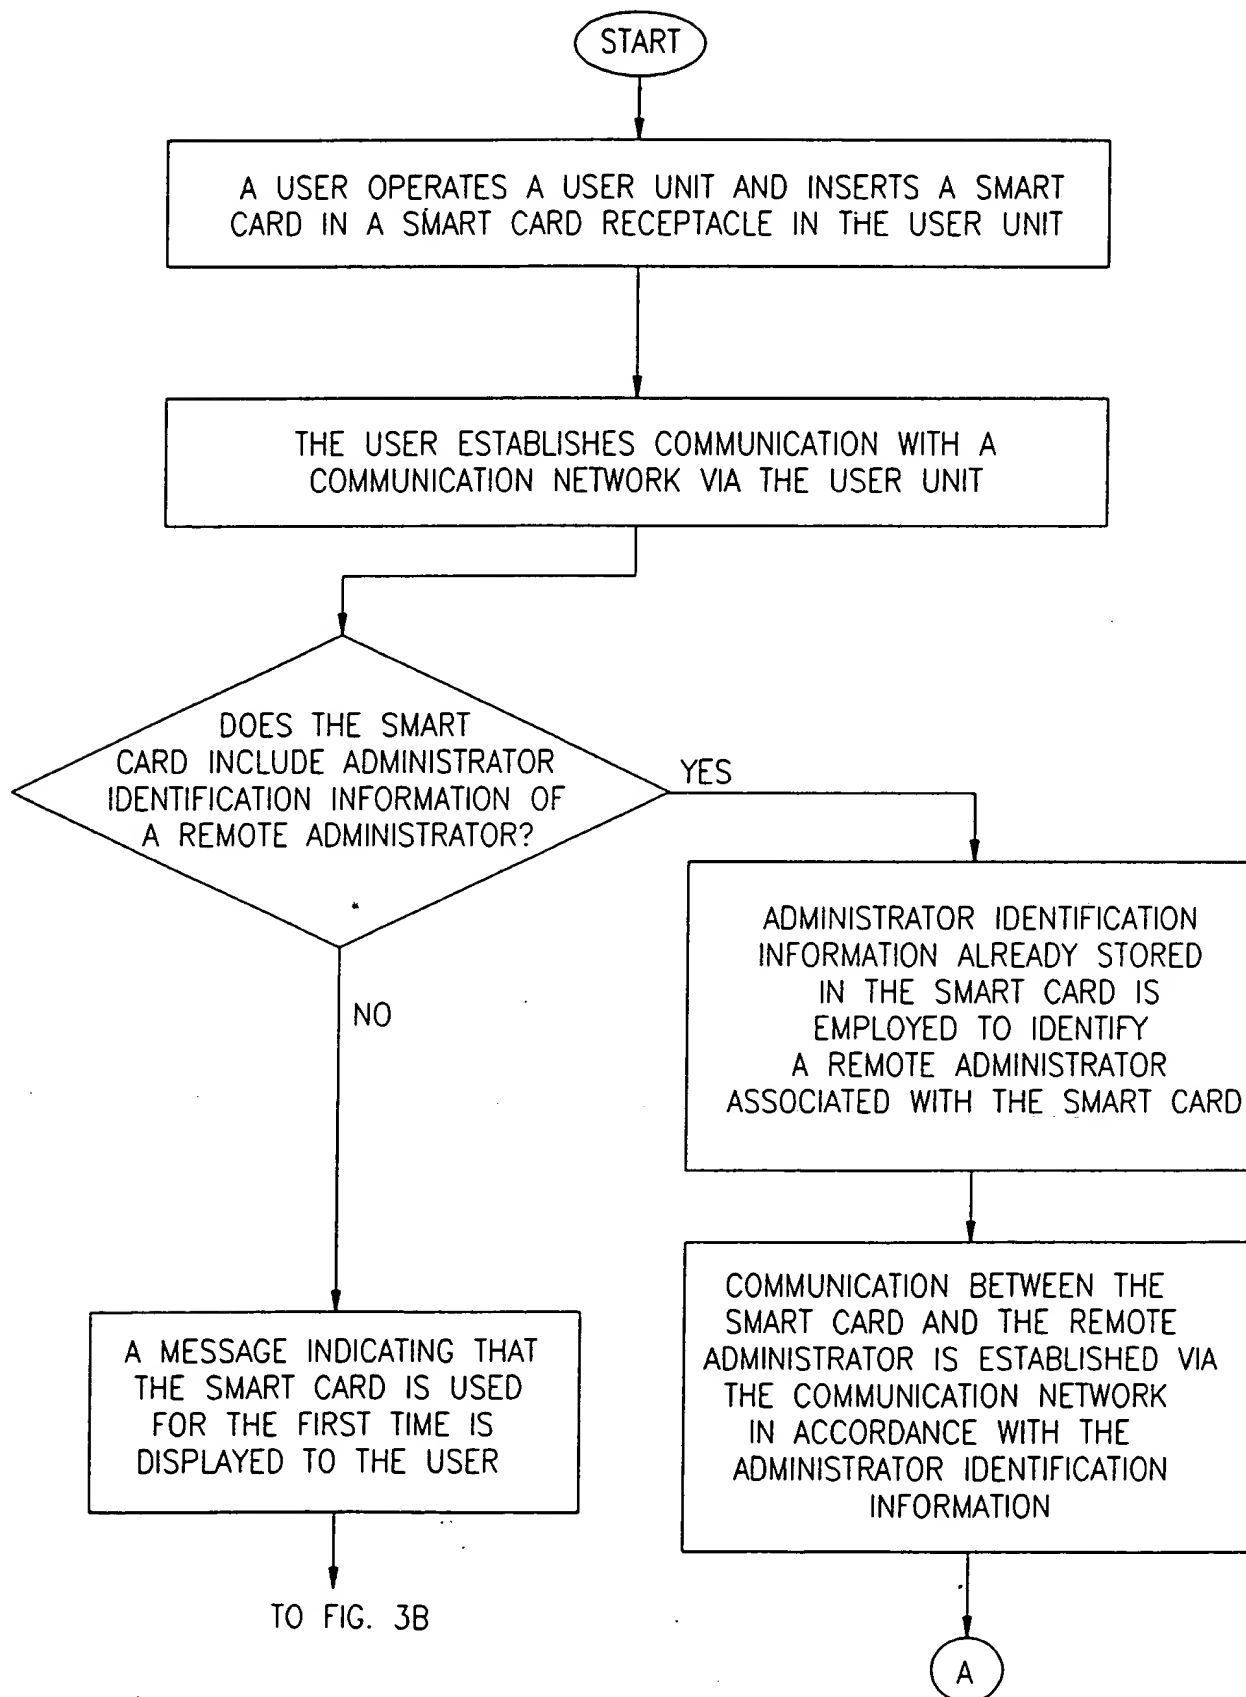 START
A USER OPERATES A USER UNIT AND INSERTS A SMART
CARD IN A SMART CARD RECEPTACLE IN THE USER UNIT
THE USER ESTABLISHES COMMUNICATION WITH A
COMMUNICATION NETWORK VIA THE USER UNIT
DOES THE SMART
CARD INCLUDE ADMINISTRATOR
IDENTIFICATION INFORMATION OF
A REMOTE ADMINISTRATOR?
YES
NO
ADMINISTRATOR IDENTIFICATION
INFORMATION ALREADY STORED
IN THE SMART CARD IS
EMPLOYED TO IDENTIFY
A REMOTE ADMINISTRATOR
ASSOCIATED WITH THE SMART CARD
COMMUNICATION BETWEEN THE
SMART CARD AND THE REMOTE
ADMINISTRATOR IS ESTABLISHED VIA
THE COMMUNICATION NETWORK
IN ACCORDANCE WITH THE
ADMINISTRATOR IDENTIFICATION
INFORMATION
A MESSAGE INDICATING THAT
THE SMART CARD IS USED
FOR THE FIRST TIME IS
DISPLAYED TO THE USER
TO FIG. 3B
A